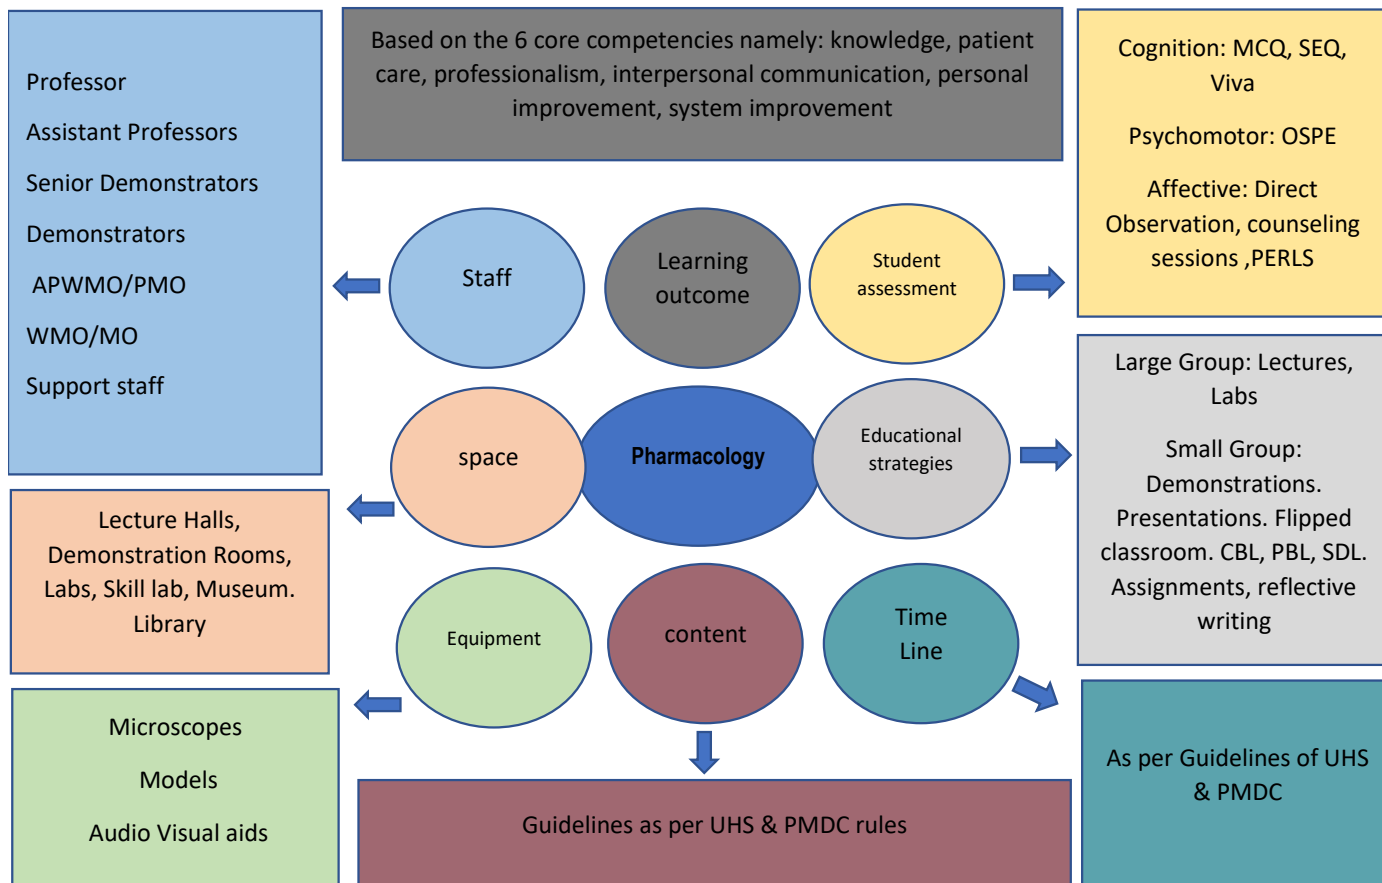 Professor
Assistant Professors
Senior Demonstrators
Demonstrators
APWMO/PMO
WMO/MO
Support staff
Based on the 6 core competencies namely: knowledge, patient
care, professionalism, interpersonal communication, personal
improvement, system improvement
Cognition: MCQ, SEQ,
Viva
Psychomotor: OSPE
Affective: Direct
Observation, counseling
sessions ,PERLS
Staff
Learning
outcome
Student
assessment
space
Pharmacology
Educational
strategies
Large Group: Lectures,
Labs
Small Group:
Demonstrations.
Presentations. Flipped
classroom. CBL, PBL, SDL.
Assignments, reflective
writing
Lecture Halls,
Demonstration Rooms,
Labs, Skill lab, Museum.
Library
Equipment
content
Time
Line
Microscopes
Models
Audio Visual aids
Guidelines as per UHS & PMDC rules
As per Guidelines of UHS
& PMDC